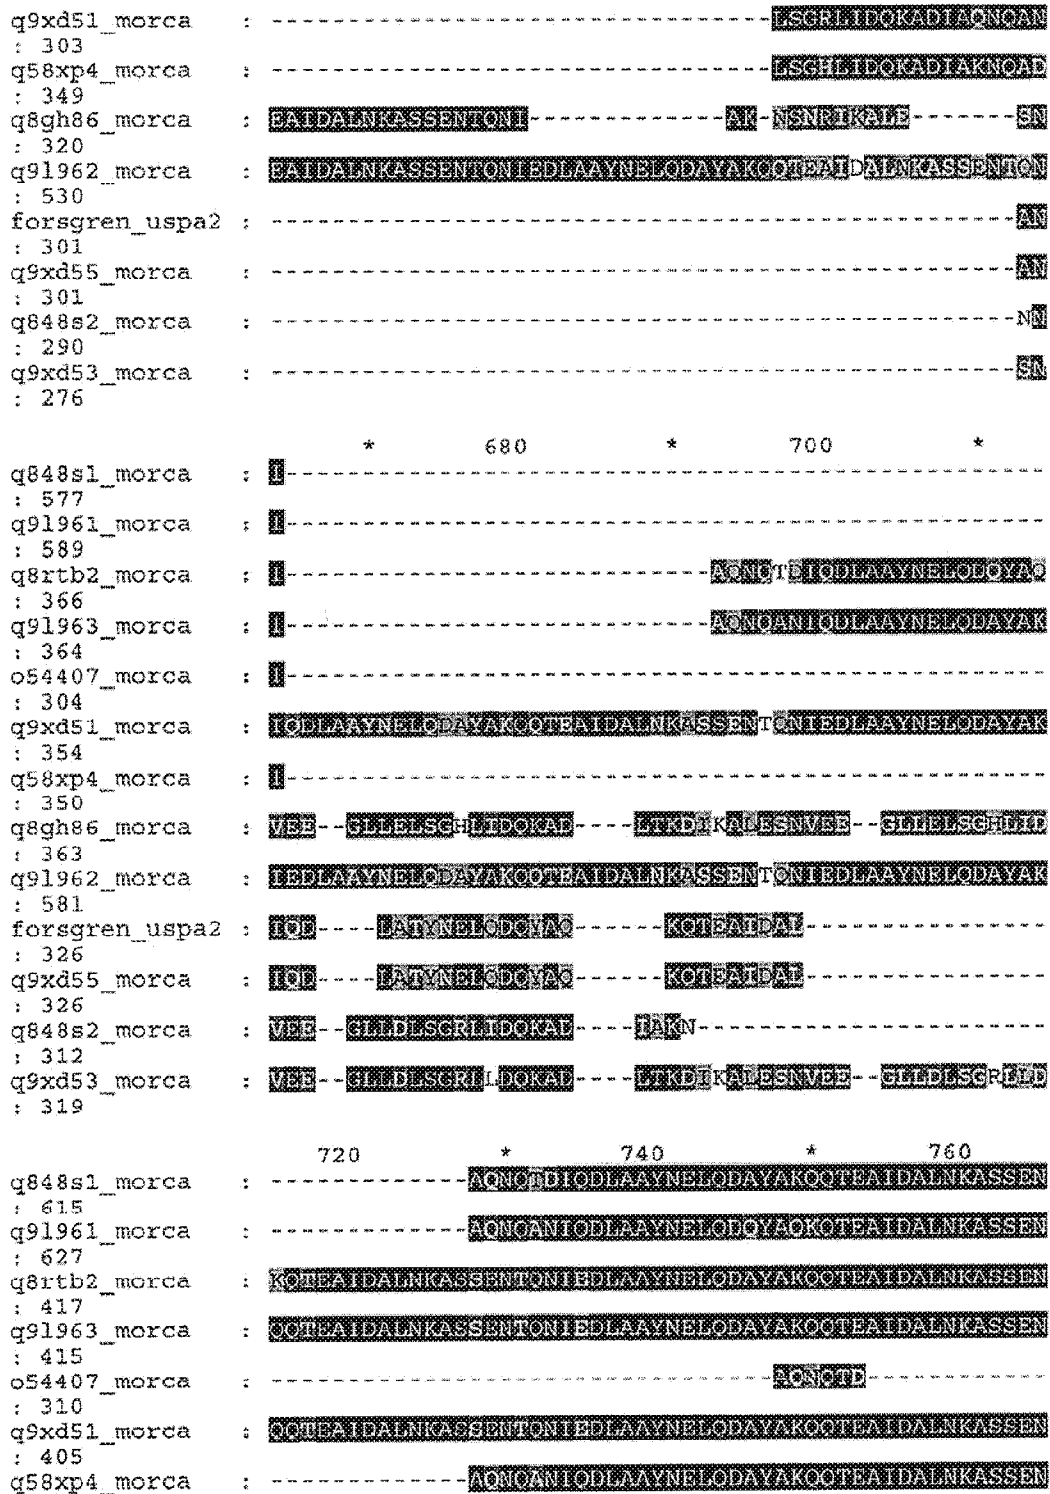 q9xd51_morca : ---------------------------------LSGRLIDQKADIAQNQAN
: 303
q58xp4_morca : ---------------------------------LSGHLIDQKADIAKNQAD
: 349
q8gh86_morca : EAIDALNKASSENTQNI-------------AK-NSNRIKALE-------SN
: 320
q9l962_morca : EAIDALNKASSENTQNIEDLAAYNELQDAYAKQQTEAIDALNKASSENTQN
: 530
forsgren_uspa2 : -------------------------------------------------AN
: 301
q9xd55_morca : -------------------------------------------------AN
: 301
q848s2_morca : -------------------------------------------------NN
: 290
q9xd53_morca : -------------------------------------------------SN
: 276
* 680 * 700 *
q848s1_morca : I--------------------------------------------------
: 577
q9l961_morca : I--------------------------------------------------
: 589
q8rtb2_morca : I----------------------------AQNQTDIQDLAAYNELQDQYAQ
: 366
q9l963_morca : I----------------------------AQNQANIQDLAAYNELQDAYAK
: 364
o54407_morca : I--------------------------------------------------
: 304
q9xd51_morca : IQDLAAYNELQDAYAKQQTEAIDALNKASSENTQNIEDLAAYNELQDAYAK
: 354
q58xp4_morca : I--------------------------------------------------
: 350
q8gh86_morca : VEE--GLLELSGHLIDQKAD----LTKDIKALESNVEE--GLLELSGHLID
: 363
q9l962_morca : IEDLAAYNELQDAYAKQQTEAIDALNKASSENTQNIEDLAAYNELQDAYAK
: 581
forsgren_uspa2 : IQD----LATYNELQDQYAQ------KQTEAIDAL----------------
: 326
q9xd55_morca : IQD----LATYNELQDQYAQ------KQTEAIDAL----------------
: 326
q848s2_morca : VEE--GLLDLSGRLIDQKAD----IAKN-----------------------
: 312
q9xd53_morca : VEE--GLLDLSGRLLDQKAD----LTKDIKALESNVEE--GLLDLSGRLLD
: 319
720 * 740 * 760
q848s1_morca : -------------AQNQTDIQDLAAYNELQDAYAKQQTEAIDALNKASSEN
: 615
q9l961_morca : -------------AQNQANIQDLAAYNELQDQYAQKQTEAIDALNKASSEN
: 627
q8rtb2_morca : KQTEAIDALNKASSENTQNIEDLAAYNELQDAYAKQQTEAIDALNKASSEN
: 417
q9l963_morca : QQTEAIDALNKASSENTQNIEDLAAYNELQDAYAKQQTEAIDALNKASSEN
: 415
o54407_morca : ---------------------------------AQNQTD------------
: 310
q9xd51_morca : QQTEAIDALNKASSENTQNIEDLAAYNELQDAYAKQQTEAIDALNKASSEN
: 405
q58xp4_morca : -------------AQNQANIQDLAAYNELQDAYAKQQTEAIDALNKASSEN